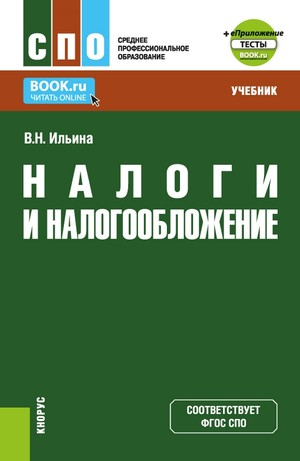 СПО
СРЕДНЕЕ
ПРОФЕССИОНАЛЬНОЕ
ОБРАЗОВАНИЕ
+ еПриложение
ТЕСТЫ
BOOK.ru
BOOK.ru
ЧИТАТЬ ONLINE
УЧЕБНИК
В.Н. Ильина
НАЛОГИ
И НАЛОГООБЛОЖЕНИЕ
КНОРУС
СООТВЕТСТВУЕТ
ФГОС СПО